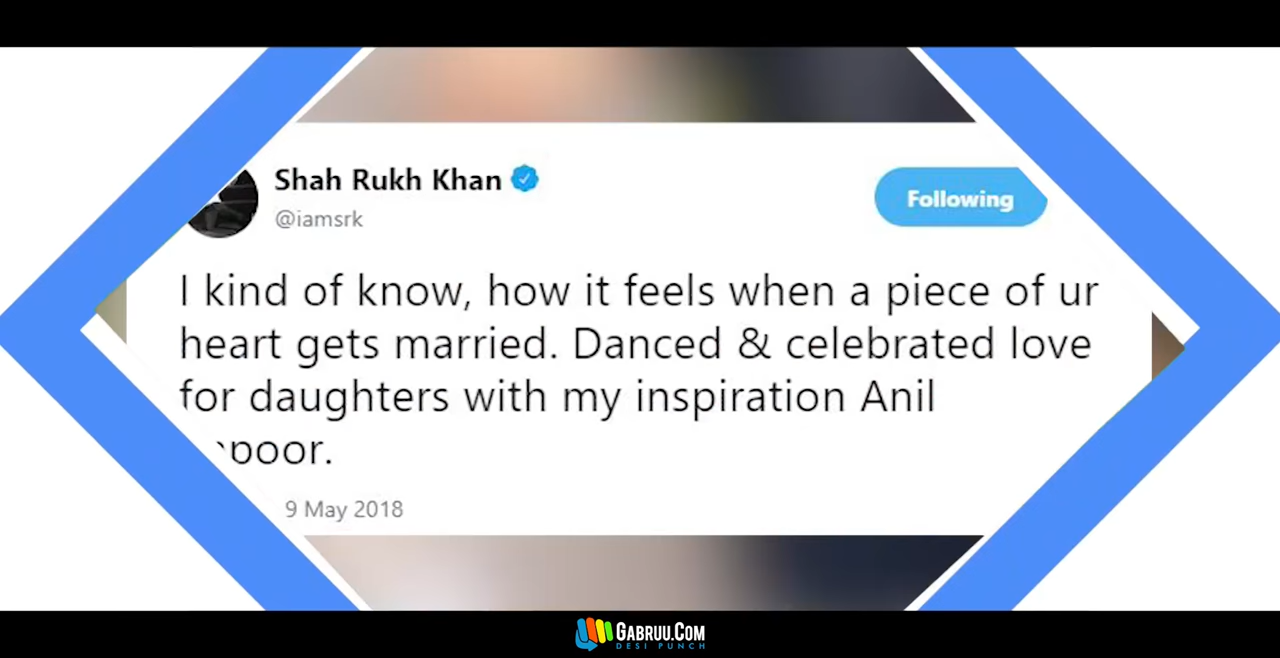 Shah Rukh Khan
@iamsrk
Following
I kind of know, how it feels when a piece of ur
heart gets married. Danced & celebrated love
for daughters with my inspiration Anil
poor.
9 May 2018
GABRUU.COM
DESI PUNCH